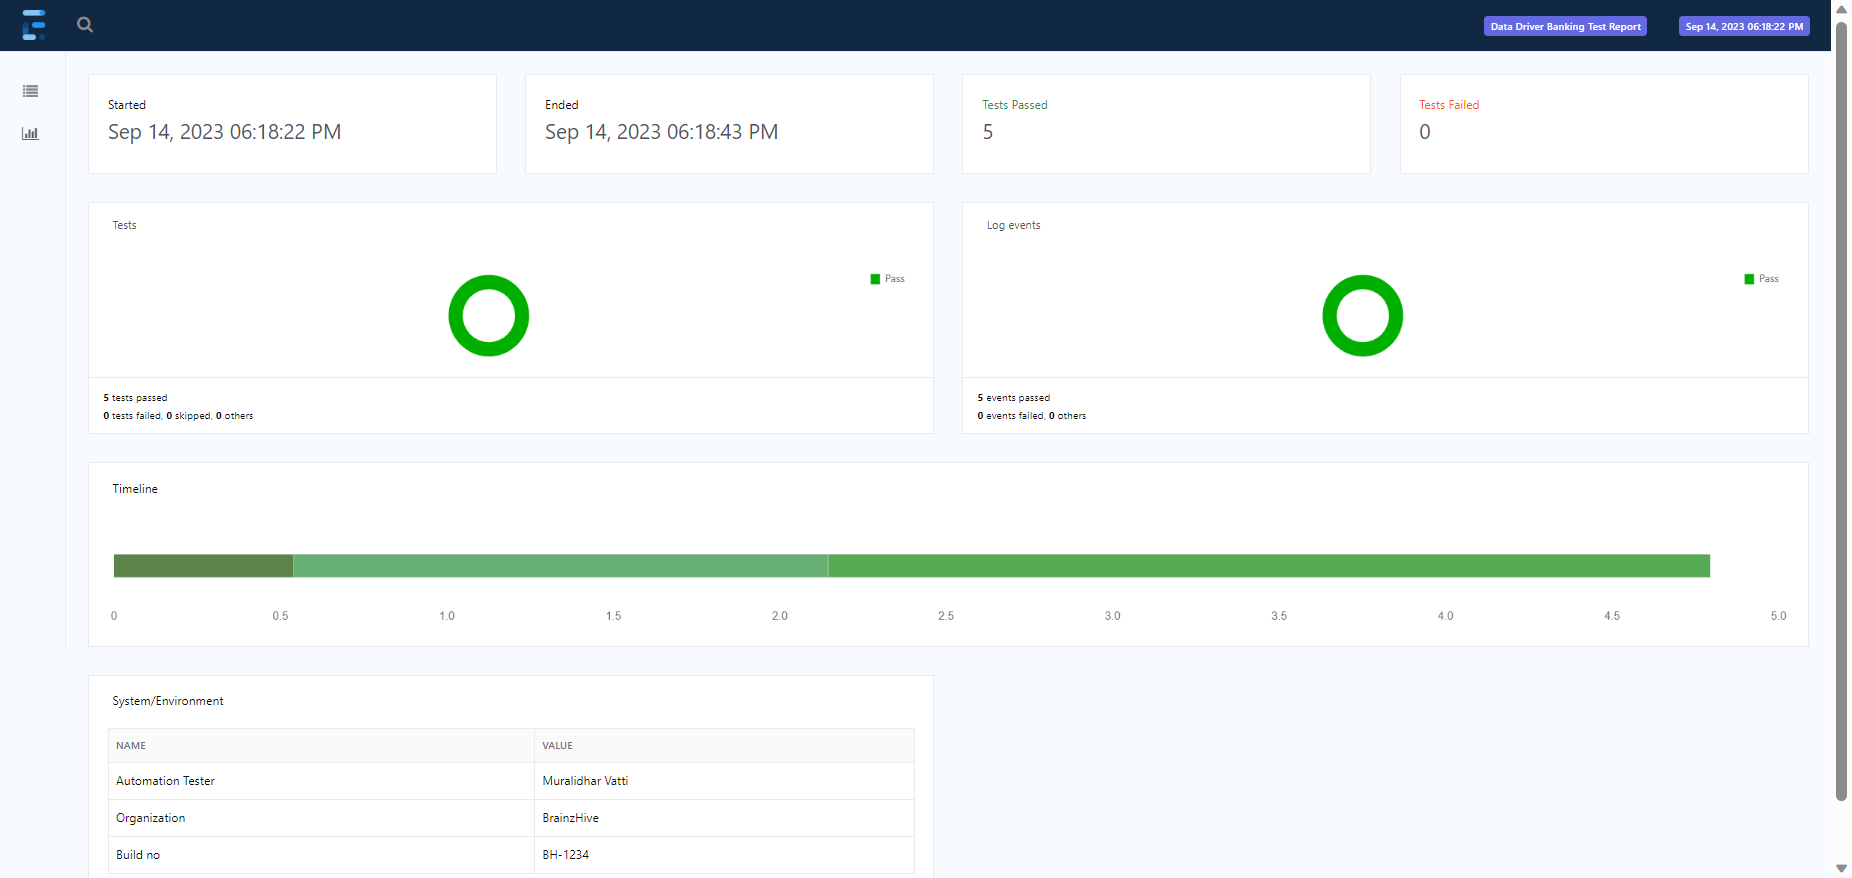 Data Driver Banking Test Report
Sep 14, 2023 06:18:22 PM
Started
Sep 14, 2023 06:18:22 PM
Ended
Sep 14, 2023 06:18:43 PM
Tests Passed
5
Tests Failed
0
Tests
Pass
5 tests passed
0 tests failed, 0 skipped, 0 others
Log events
Pass
5 events passed
0 events failed, 0 others
Timeline
0 0.5 1.0 1.5 2.0 2.5 3.0 3.5 4.0 4.5 5.0
System/Environment
NAME VALUE
Automation Tester Muralidhar Vatti
Organization BrainzHive
Build no BH-1234